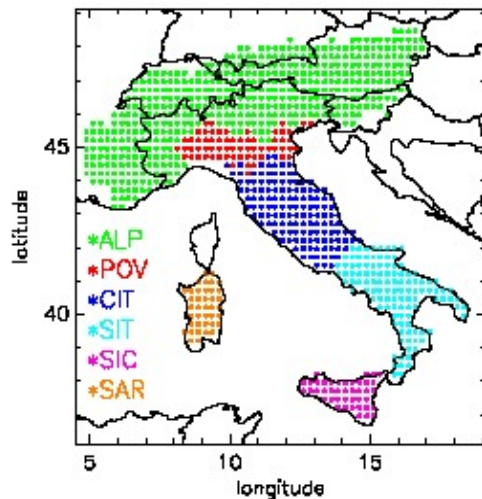 latitude
45
40
*ALP
*POV
*CIT
*SIT
*SIC
*SAR
5 10 15
longitude